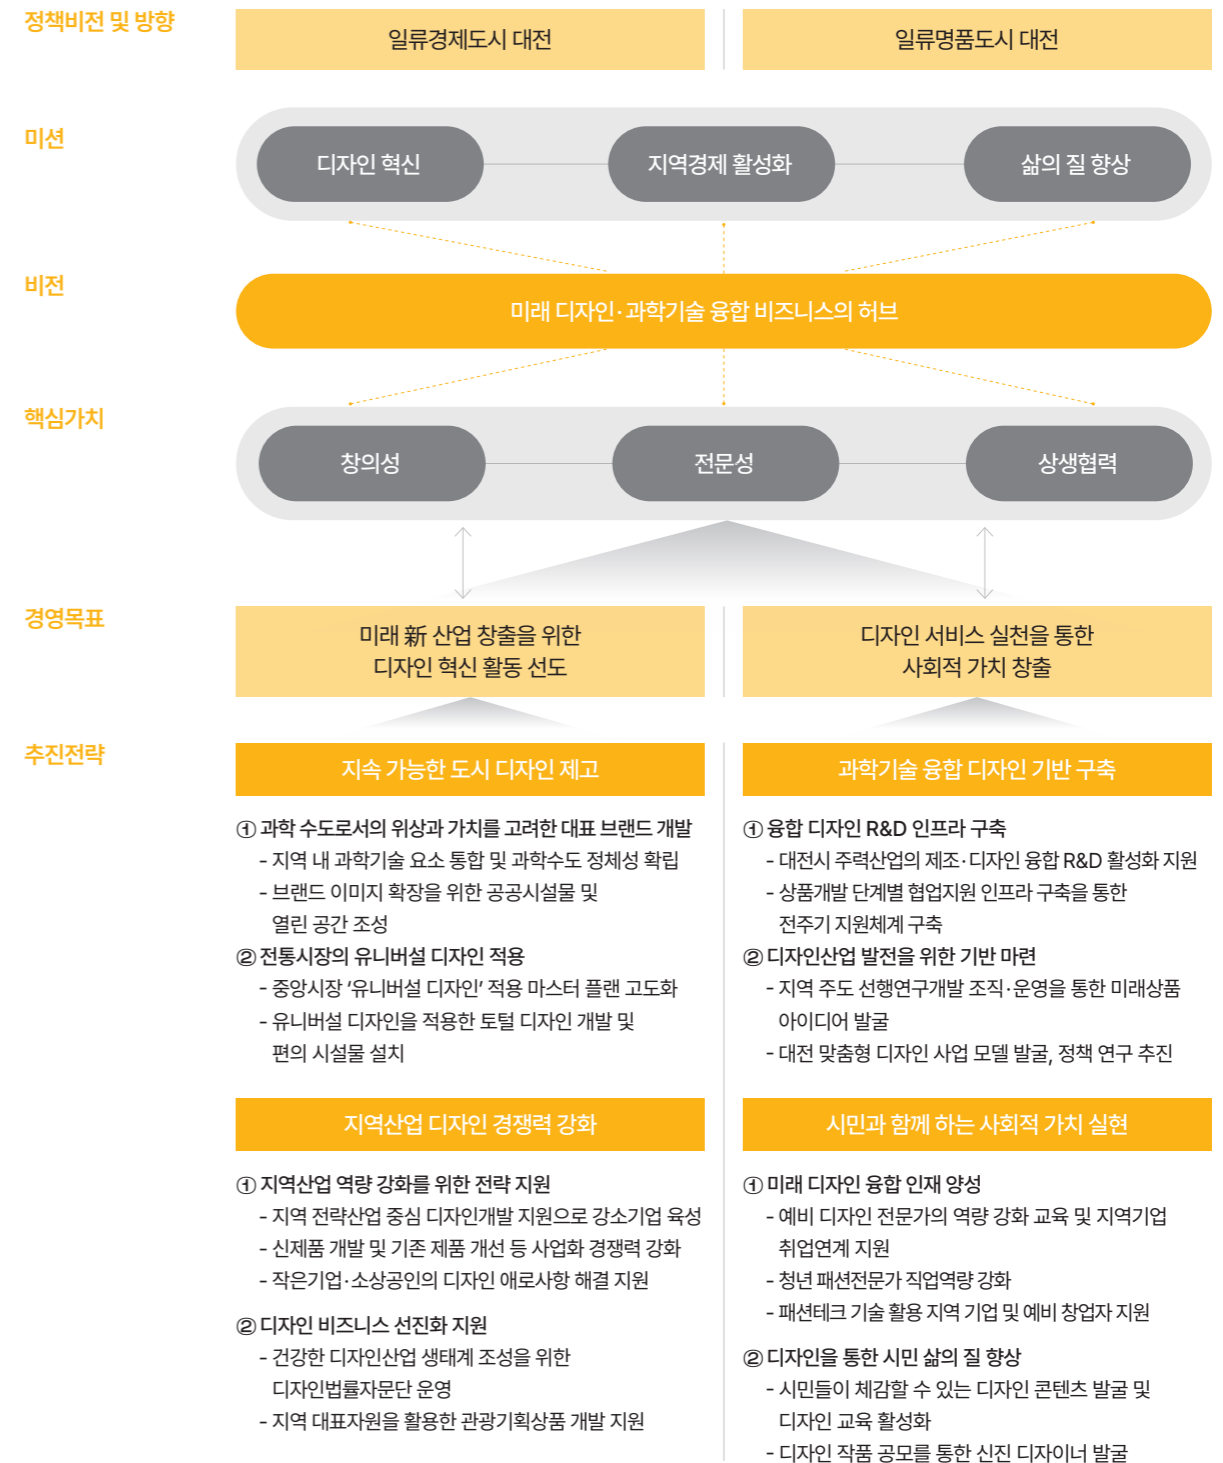 정책비전 및 방향
일류경제도시 대전
일류명품도시 대전
미션
디자인 혁신
지역경제 활성화
삶의 질 향상
비전
미래 디자인·과학기술 융합 비즈니스의 허브
핵심가치
창의성
전문성
상생협력
경영목표
미래 新 산업 창출을 위한
디자인 혁신 활동 선도
디자인 서비스 실천을 통한
사회적 가치 창출
추진전략
지속 가능한 도시 디자인 제고
① 과학 수도로서의 위상과 가치를 고려한 대표 브랜드 개발
- 지역 내 과학기술 요소 통합 및 과학수도 정체성 확립
- 브랜드 이미지 확장을 위한 공공시설물 및
열린 공간 조성
② 전통시장의 유니버설 디자인 적용
- 중앙시장 ‘유니버설 디자인’ 적용 마스터 플랜 고도화
- 유니버설 디자인을 적용한 토털 디자인 개발 및
편의 시설물 설치
과학기술 융합 디자인 기반 구축
① 융합 디자인 R&D 인프라 구축
- 대전시 주력산업의 제조·디자인 융합 R&D 활성화 지원
- 상품개발 단계별 협업지원 인프라 구축을 통한
전주기 지원체계 구축
② 디자인산업 발전을 위한 기반 마련
- 지역 주도 선행연구개발 조직·운영을 통한 미래상품
아이디어 발굴
- 대전 맞춤형 디자인 사업 모델 발굴, 정책 연구 추진
지역산업 디자인 경쟁력 강화
① 지역산업 역량 강화를 위한 전략 지원
- 지역 전략산업 중심 디자인개발 지원으로 강소기업 육성
- 신제품 개발 및 기존 제품 개선 등 사업화 경쟁력 강화
- 작은기업·소상공인의 디자인 애로사항 해결 지원
② 디자인 비즈니스 선진화 지원
- 건강한 디자인산업 생태계 조성을 위한
디자인법률자문단 운영
- 지역 대표자원을 활용한 관광기획상품 개발 지원
시민과 함께 하는 사회적 가치 실현
① 미래 디자인 융합 인재 양성
- 예비 디자인 전문가의 역량 강화 교육 및 지역기업
취업연계 지원
- 청년 패션전문가 직업역량 강화
- 패션테크 기술 활용 지역 기업 및 예비 창업자 지원
② 디자인을 통한 시민 삶의 질 향상
- 시민들이 체감할 수 있는 디자인 콘텐츠 발굴 및
디자인 교육 활성화
- 디자인 작품 공모를 통한 신진 디자이너 발굴